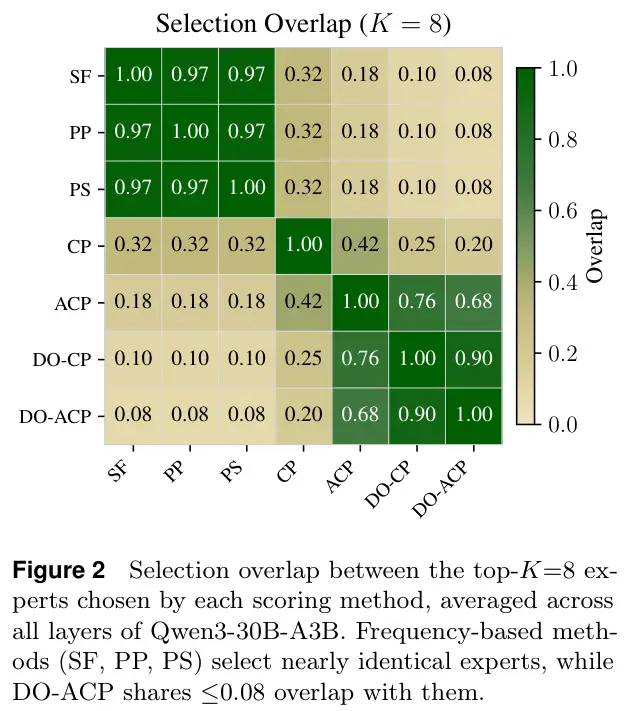 Selection Overlap (K = 8)
SF 1.00 0.97 0.97 0.32 0.18 0.10 0.08
PP 0.97 1.00 0.97 0.32 0.18 0.10 0.08
PS 0.97 0.97 1.00 0.32 0.18 0.10 0.08
CP 0.32 0.32 0.32 1.00 0.42 0.25 0.20
ACP 0.18 0.18 0.18 0.42 1.00 0.76 0.68
DO-CP 0.10 0.10 0.10 0.25 0.76 1.00 0.90
DO-ACP 0.08 0.08 0.08 0.20 0.68 0.90 1.00
SF PP PS CP ACP DO-CP DO-ACP
1.0
0.8
0.6
0.4
0.2
0.0
Overlap
Figure 2 Selection overlap between the top-K=8 ex-
perts chosen by each scoring method, averaged across
all layers of Qwen3-30B-A3B. Frequency-based meth-
ods (SF, PP, PS) select nearly identical experts, while
DO-ACP shares ≤0.08 overlap with them.